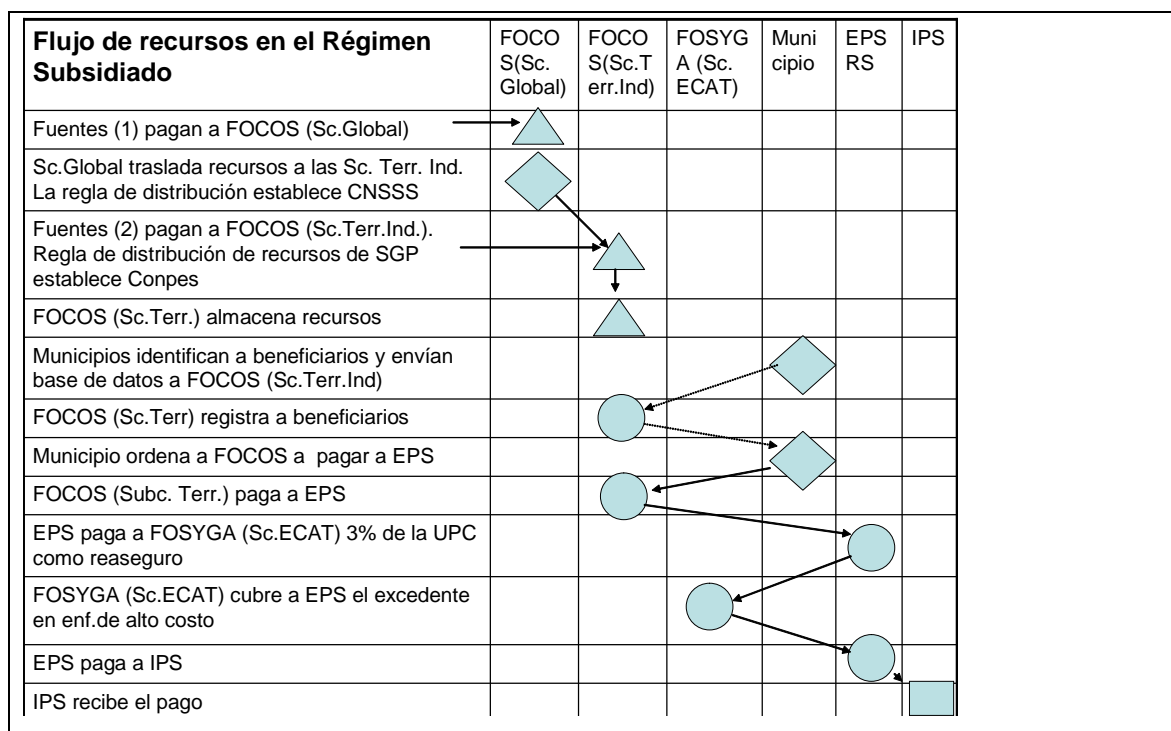 Flujo de recursos en el Régimen
Subsidiado
FOCO
S(Sc.
Global)
FOCO
S(Sc.T
err.Ind)
FOSYG
A (Sc.
ECAT)
Muni
cipio
EPS
RS
IPS
Fuentes (1) pagan a FOCOS (Sc.Global)
Sc.Global traslada recursos a las Sc. Terr. Ind.
La regla de distribución establece CNSSS
Fuentes (2) pagan a FOCOS (Sc.Terr.Ind.).
Regla de distribución de recursos de SGP
establece Conpes
FOCOS (Sc.Terr.) almacena recursos
Municipios identifican a beneficiarios y envían
base de datos a FOCOS (Sc.Terr.Ind)
FOCOS (Sc.Terr) registra a beneficiarios
Municipio ordena a FOCOS a pagar a EPS
FOCOS (Subc. Terr.) paga a EPS
EPS paga a FOSYGA (Sc.ECAT) 3% de la UPC
como reaseguro
FOSYGA (Sc.ECAT) cubre a EPS el excedente
en enf.de alto costo
EPS paga a IPS
IPS recibe el pago